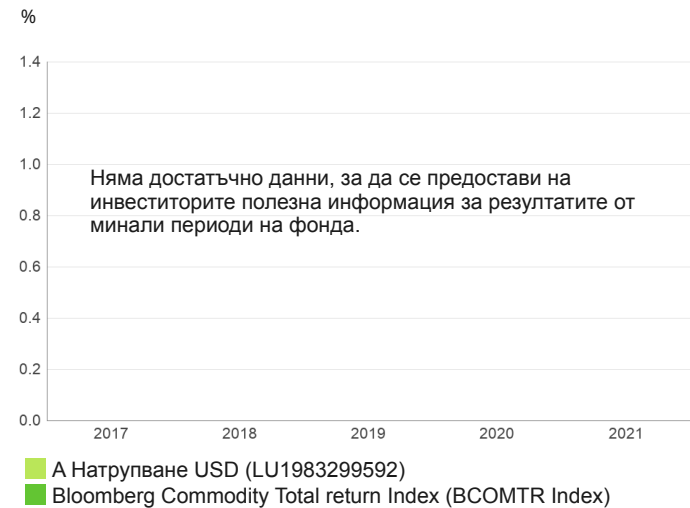 %
1.4
1.2
1.0
0.8
0.6
0.4
0.2
0.0
Няма достатъчно данни, за да се предостави на
инвеститорите полезна информация за резултатите от
минали периоди на фонда.
2017 2018 2019 2020 2021
А Натрупване USD (LU1983299592)
Bloomberg Commodity Total return Index (BCOMTR Index)